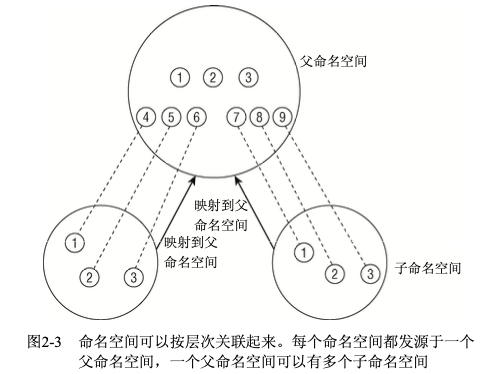 父命名空间
1 2 3
4 5 6 7 8 9
映射到父
命名空间
映射到父
命名空间
1
2 3
1
2 3
子命名空间
图2-3 命名空间可以按层次关联起来。每个命名空间都发源于一个
父命名空间，一个父命名空间可以有多个子命名空间